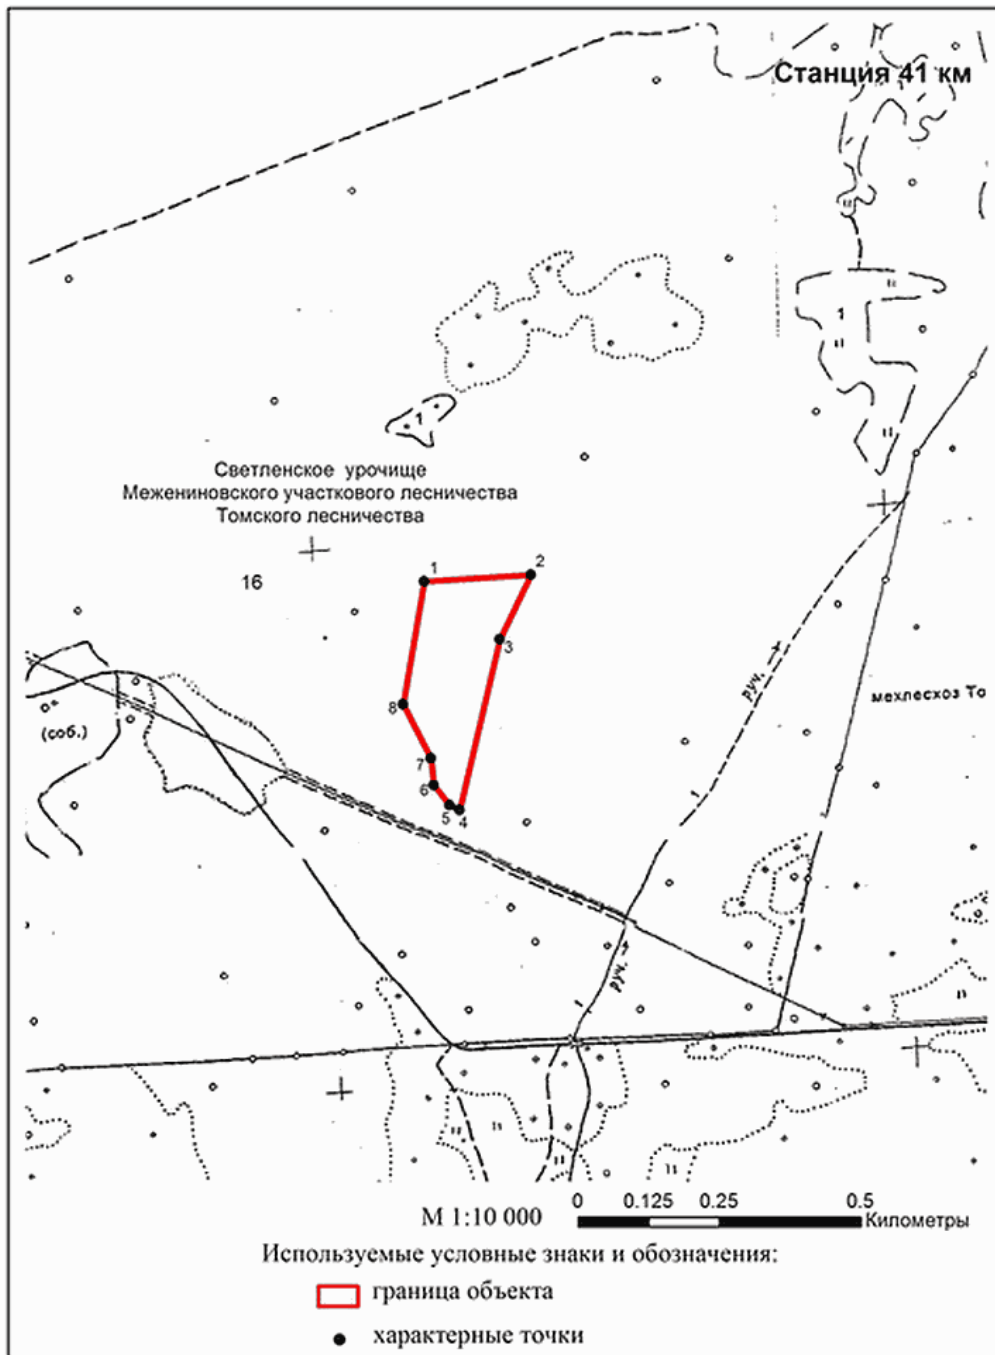 Станция 41 км
1
1
Светленское урочище
Межениновского участкового лесничества
Томского лесничества
16
1
2
3
руч.
мехлесхоз То
8
(соб.)
7
6
5
4
руч.
М 1:10 000
0 0.125 0.25 0.5
Километры
Используемые условные знаки и обозначения:
граница объекта
характерные точки